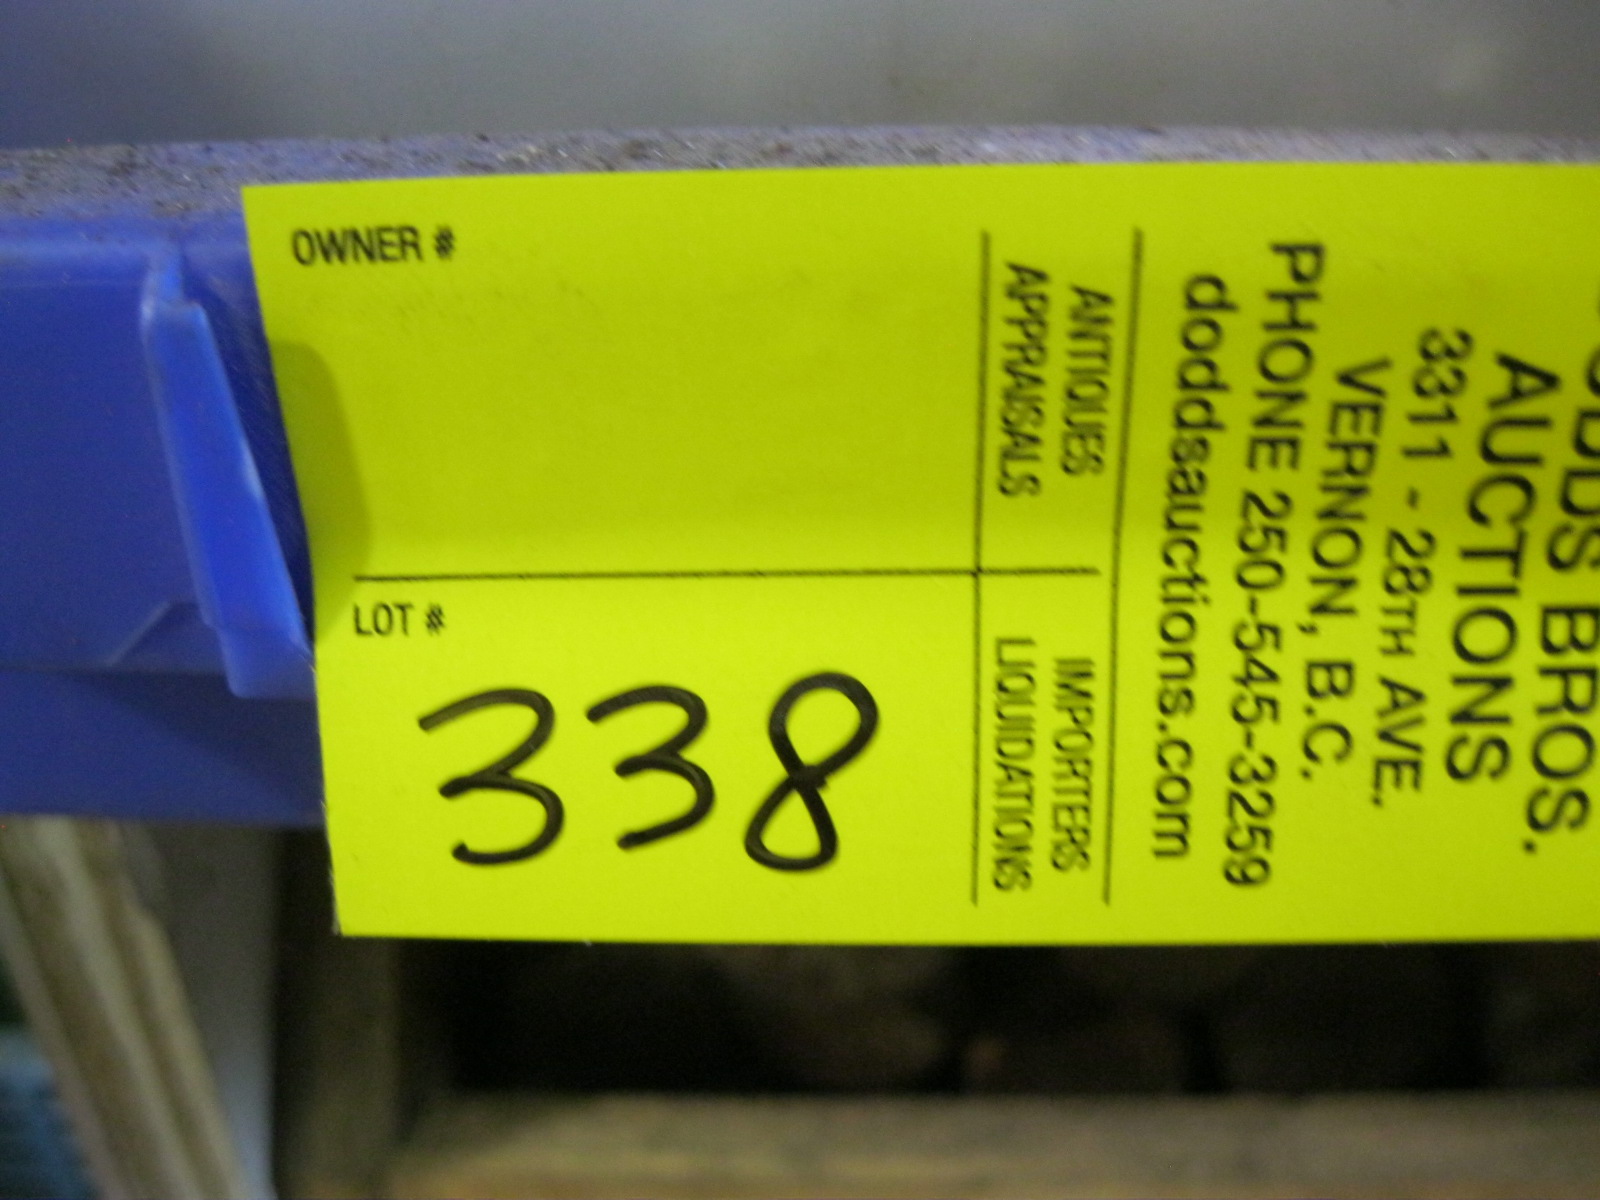 OWNER #
LOT #
338
BROS.
AUCTIONS
3311 - 28TH AVE.
VERNON, B.C.
PHONE 250-545-3259
doddsauctions.com
ANTIQUES
APPRAISALS
IMPORTERS
LIQUIDATIONS